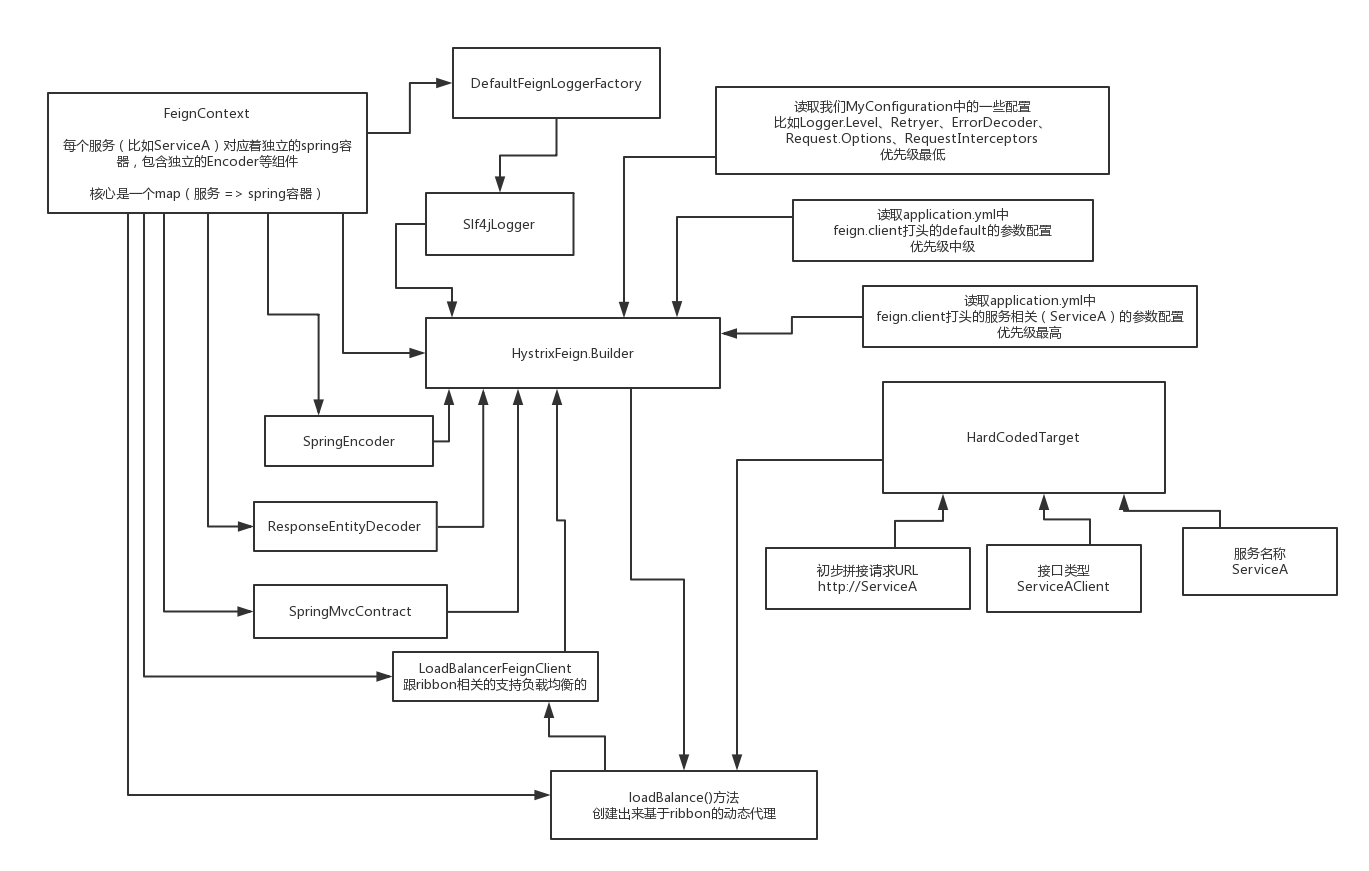 FeignContext
每个服务（比如ServiceA）对应着独立的spring容
器，包含独立的Encoder等组件
核心是一个map（服务 => spring容器）
DefaultFeignLoggerFactory
Slf4jLogger
读取我们MyConfiguration中的一些配置
比如Logger.Level、Retryer、ErrorDecoder、
Request.Options、RequestInterceptors
优先级最低
读取application.yml中
feign.client打头的default的参数配置
优先级中级
读取application.yml中
feign.client打头的服务相关（ServiceA）的参数配置
优先级最高
HystrixFeign.Builder
SpringEncoder
ResponseEntityDecoder
SpringMvcContract
LoadBalancerFeignClient
跟ribbon相关的支持负载均衡的
HardCodedTarget
初步拼接请求URL
http://ServiceA
接口类型
ServiceAClient
服务名称
ServiceA
loadBalance()方法
创建出来基于ribbon的动态代理